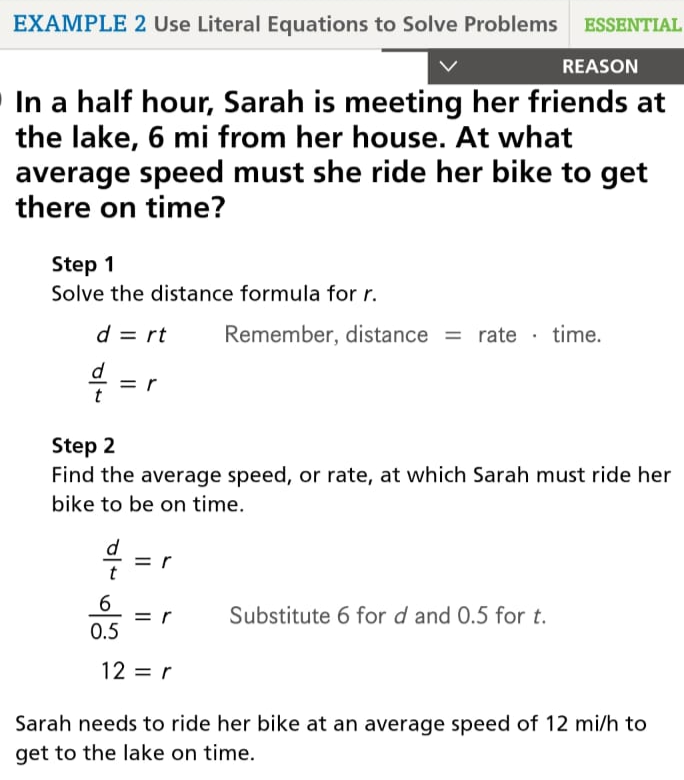 EXAMPLE 2 Use Literal Equations to Solve Problems ESSENTIAL
REASON
In a half hour, Sarah is meeting her friends at
the lake, 6 mi from her house. At what
average speed must she ride her bike to get
there on time?
Step 1
Solve the distance formula for r.
d = rt Remember, distance = rate · time.
d/t = r
Step 2
Find the average speed, or rate, at which Sarah must ride her
bike to be on time.
d/t = r
6/0.5 = r Substitute 6 for d and 0.5 for t.
12 = r
Sarah needs to ride her bike at an average speed of 12 mi/h to
get to the lake on time.